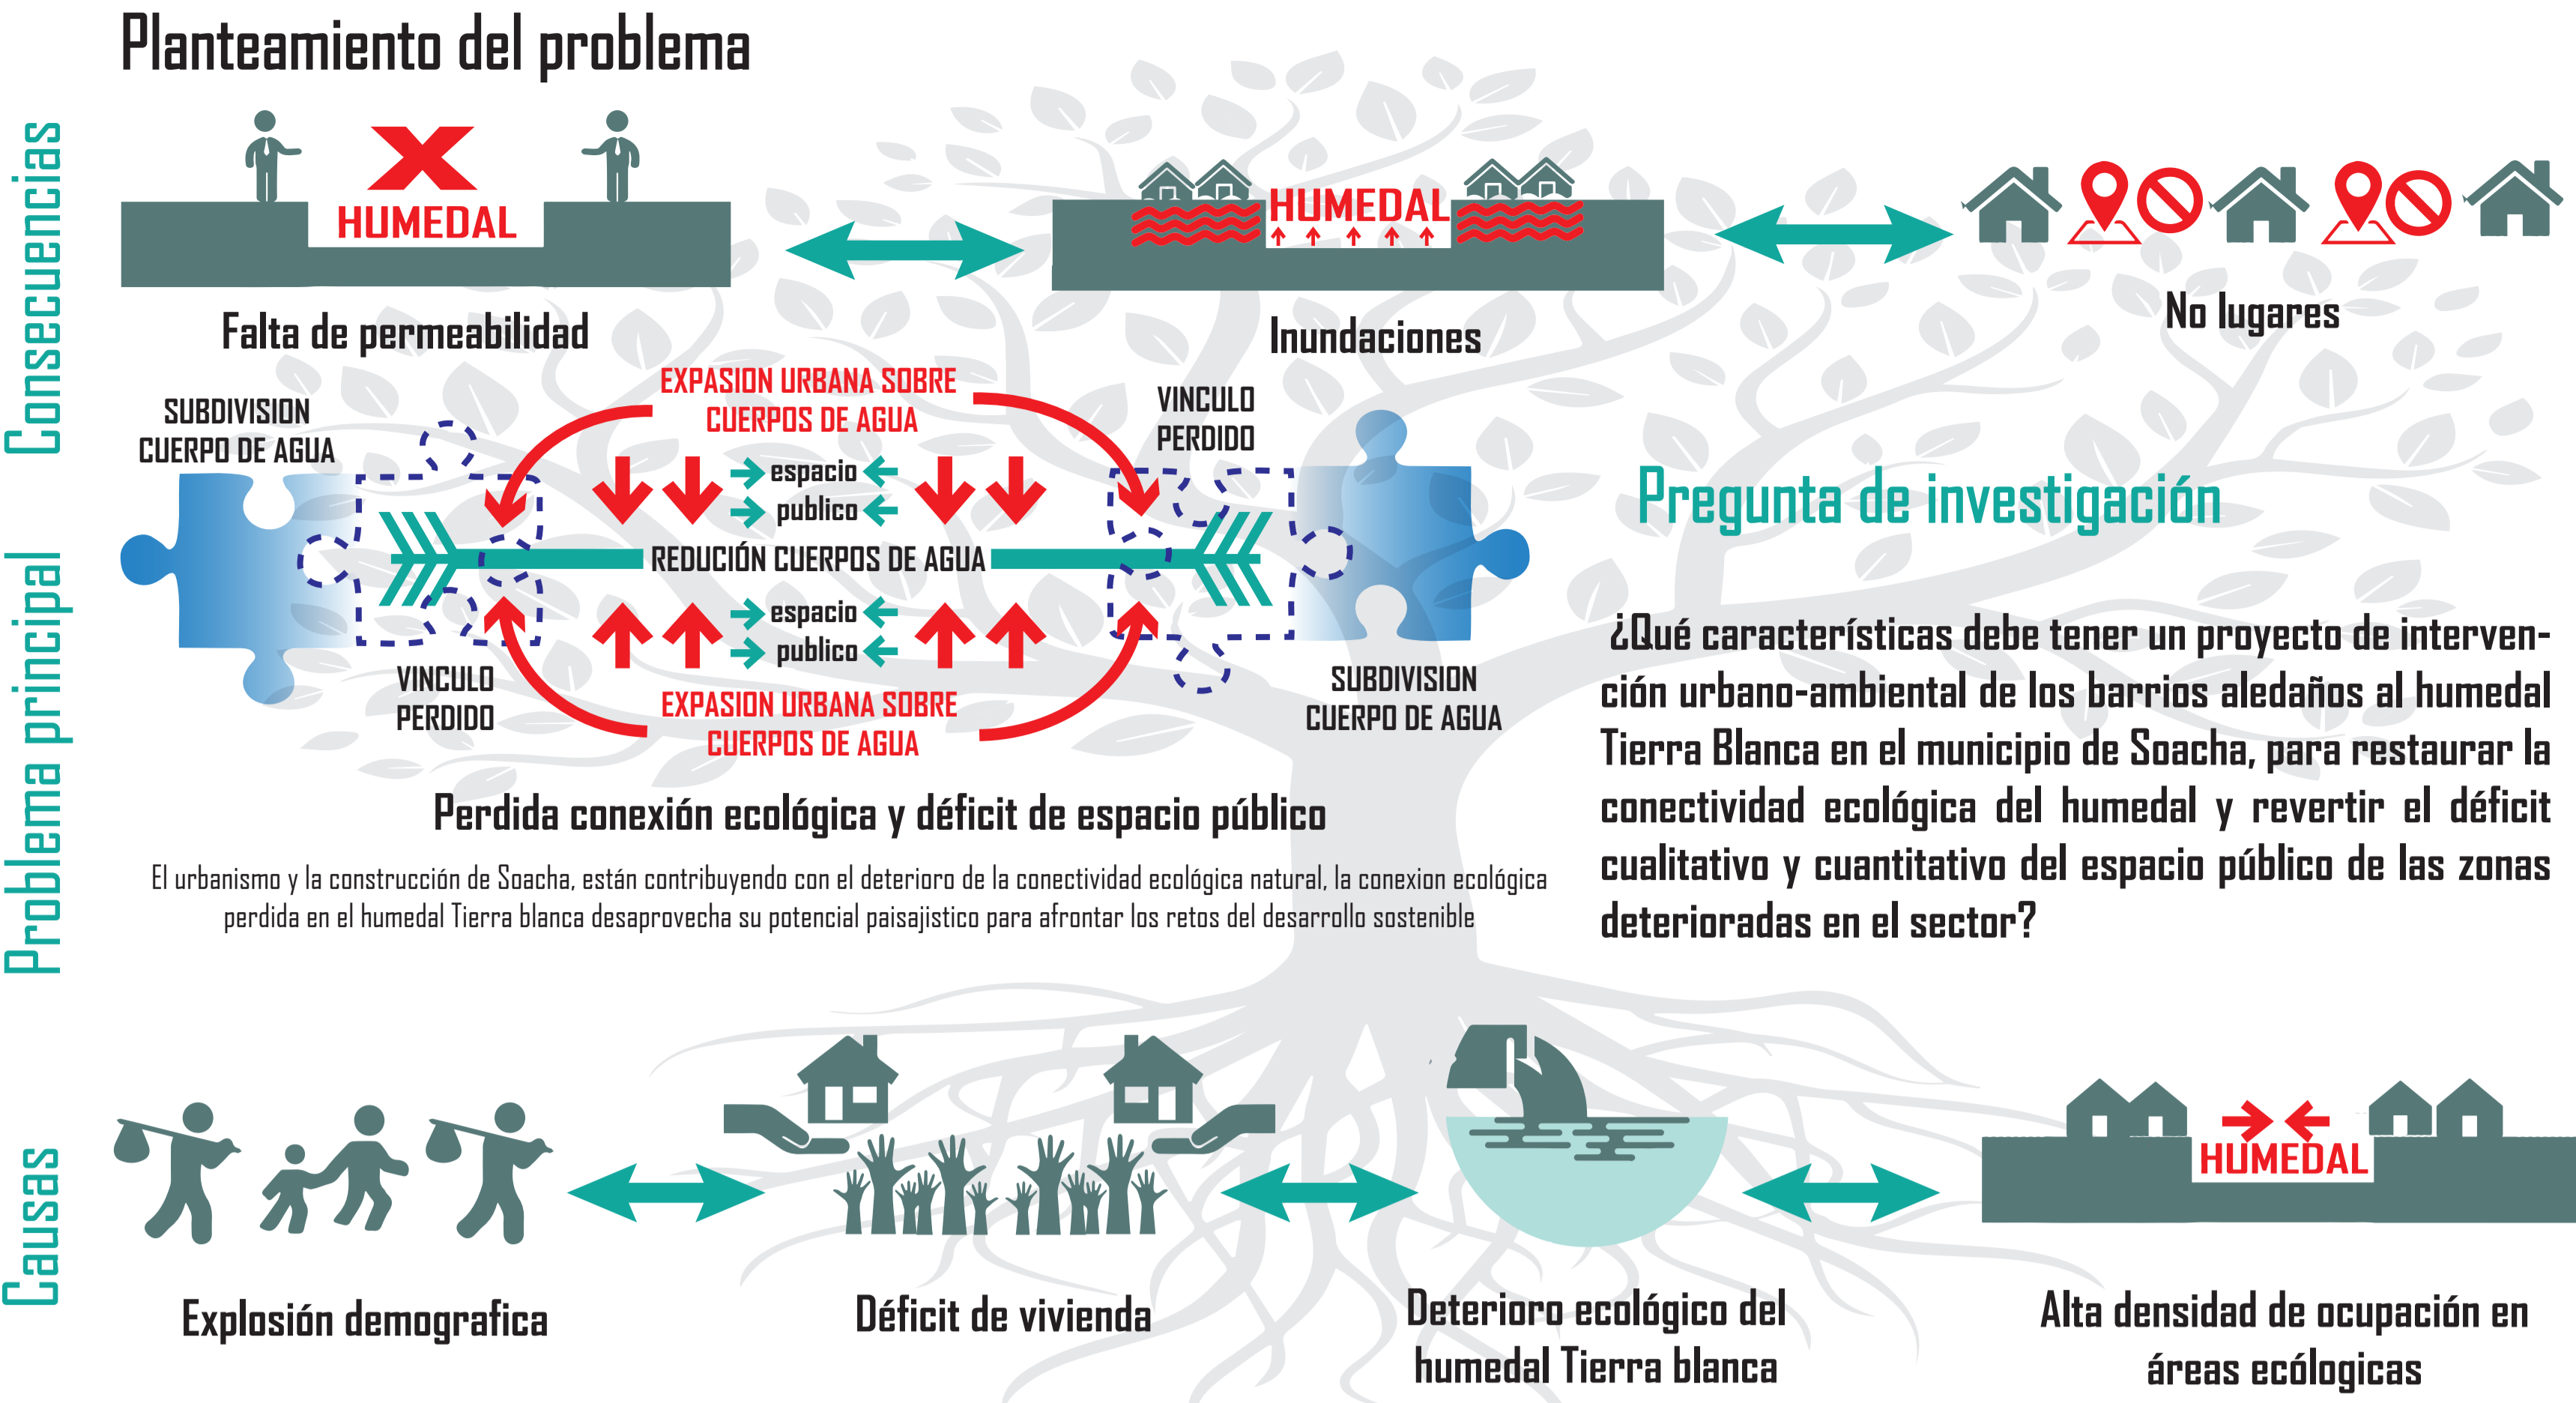 Planteamiento del problema
Consecuencias
HUMEDAL
Falta de permeabilidad
HUMEDAL
Inundaciones
No lugares
Problema principal
SUBDIVISION
CUERPO DE AGUA
EXPASION URBANA SOBRE
CUERPOS DE AGUA
VINCULO
PERDIDO
espacio
publico
REDUCIÓN CUERPOS DE AGUA
espacio
publico
VINCULO
PERDIDO
EXPASION URBANA SOBRE
CUERPOS DE AGUA
SUBDIVISION
CUERPO DE AGUA
Perdida conexión ecológica y déficit de espacio público
El urbanismo y la construcción de Soacha, están contribuyendo con el deterioro de la conectividad ecológica natural, la conexion ecológica
perdida en el humedal Tierra blanca desaprovecha su potencial paisajistico para afrontar los retos del desarrollo sostenible
Pregunta de investigación
¿Qué características debe tener un proyecto de interven-
ción urbano-ambiental de los barrios aledaños al humedal
Tierra Blanca en el municipio de Soacha, para restaurar la
conectividad ecológica del humedal y revertir el déficit
cualitativo y cuantitativo del espacio público de las zonas
deterioradas en el sector?
Causas
Explosión demografica
Déficit de vivienda
Deterioro ecológico del
humedal Tierra blanca
HUMEDAL
Alta densidad de ocupación en
áreas ecólogicas